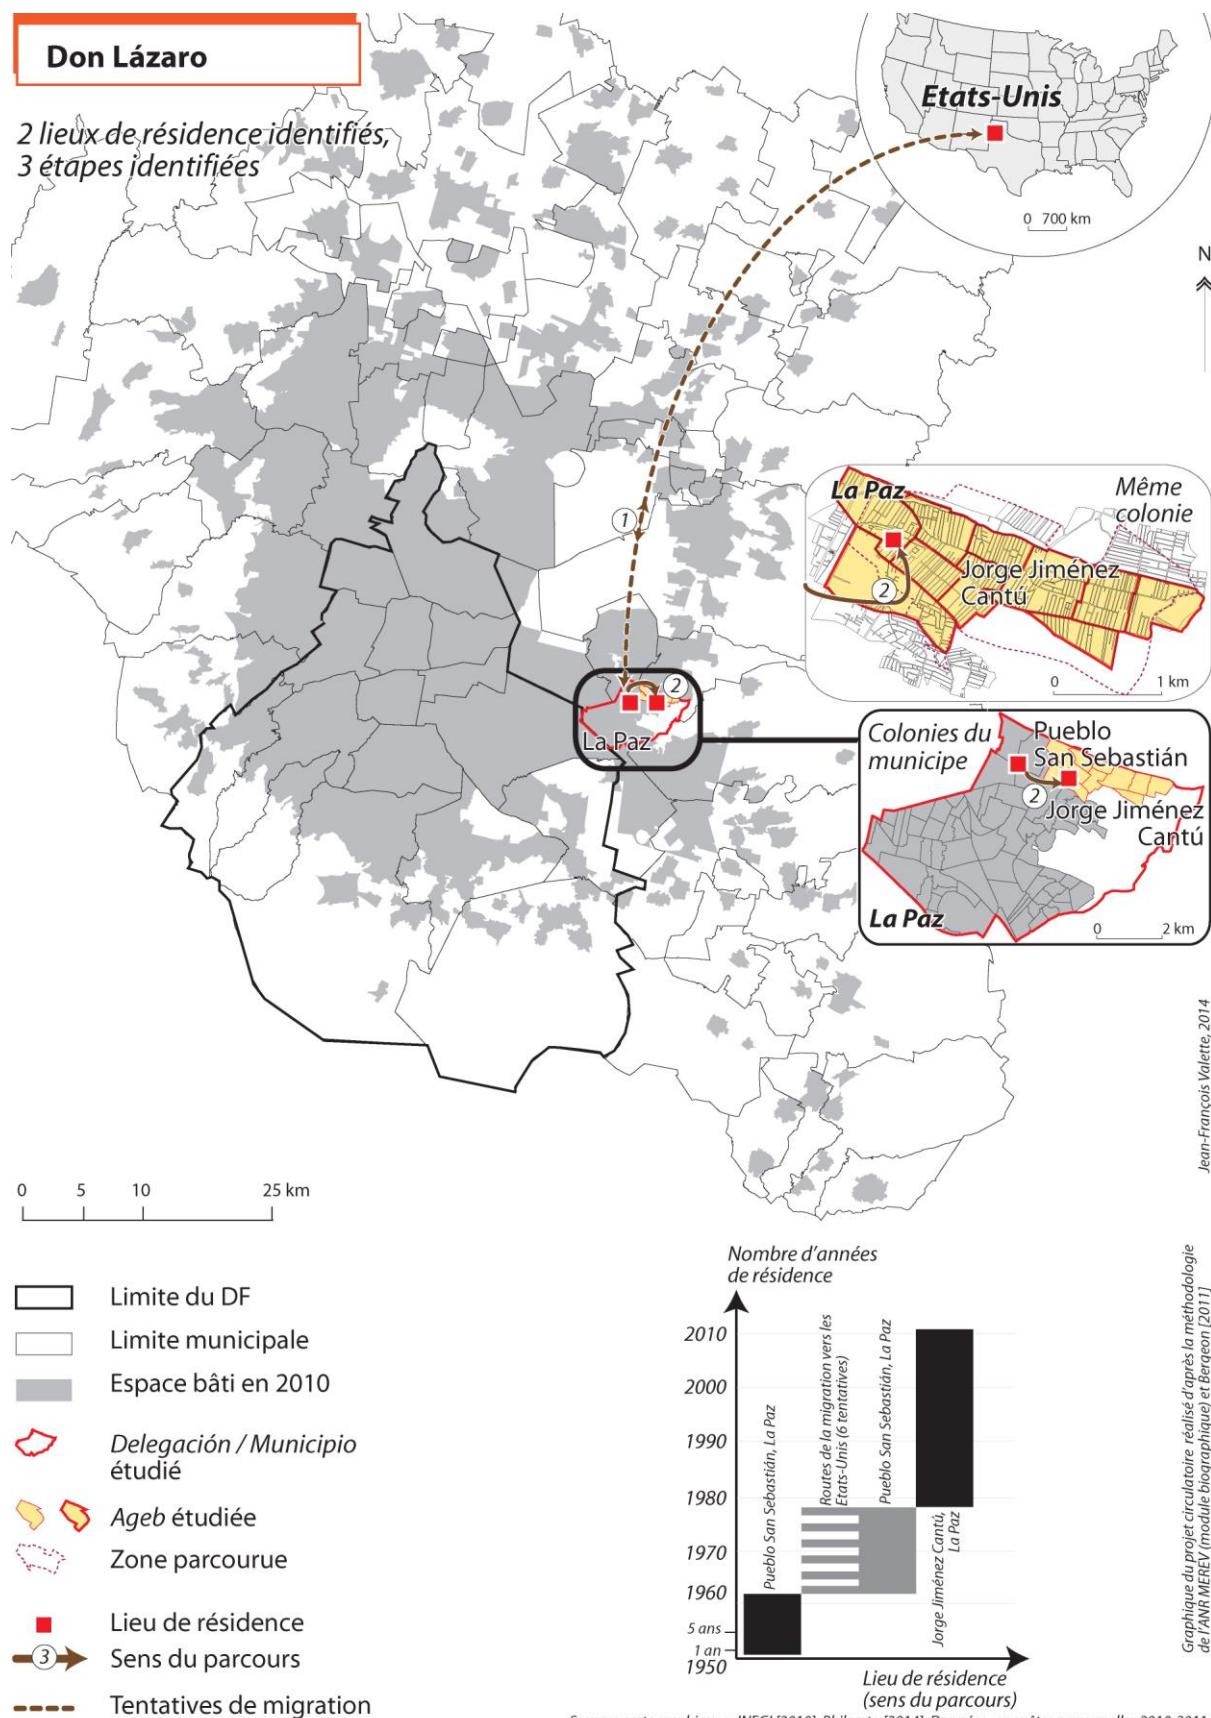 Don Lázaro
2 lieux de résidence identifiés,
3 étapes identifiées
Etats-Unis
0 700 km
N
1
La Paz
Même
colonie
Jorge Jiménez
Cantú
2
0 1 km
2
La Paz
Colonies du
municipe
Pueblo
San Sebastián
2
Jorge Jiménez
Cantú
La Paz
0 2 km
Jean-François Valette, 2014
0 5 10 25 km
Limite du DF
Limite municipale
Espace bâti en 2010
Delegación / Municipio
étudié
Ageb étudiée
Zone parcourue
Lieu de résidence
3
Sens du parcours
Tentatives de migration
Nombre d'années
de résidence
2010
2000
1990
1980
1970
1960
5 ans
1 an
1950
Pueblo San Sebastián, La Paz
Routes de la migration vers les
Etats-Unis (6 tentatives)
Pueblo San Sebastián, La Paz
Jorge Jiménez Cantú,
La Paz
Lieu de résidence
(sens du parcours)
Graphique du projet circulatoire réalisé d'après la méthodologie
de l'ANR MEREV (module biographique) et Bergeon [2011]